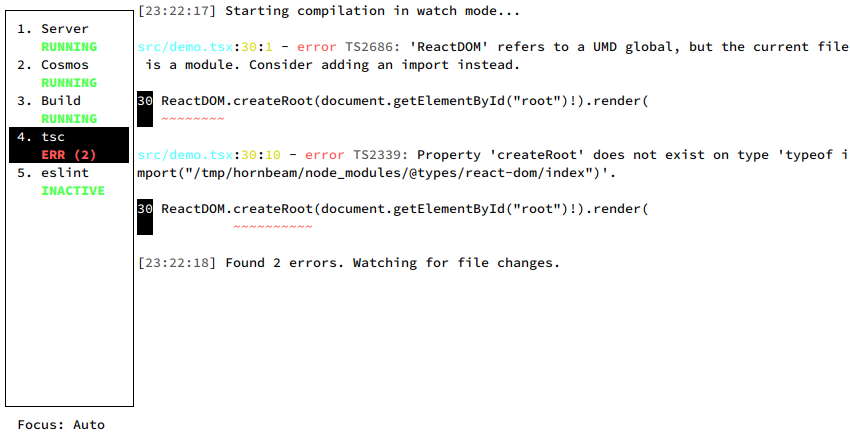 1. Server
RUNNING
2. Cosmos
RUNNING
3. Build
RUNNING
4. tsc
ERR (2)
5. eslint
INACTIVE
Focus: Auto
[23:22:17] Starting compilation in watch mode...
src/demo.tsx:30:1 - error TS2686: 'ReactDOM' refers to a UMD global, but the current file
is a module. Consider adding an import instead.
30 ReactDOM.createRoot(document.getElementById("root")!).render(
~~~~~~~~
src/demo.tsx:30:10 - error TS2339: Property 'createRoot' does not exist on type 'typeof i
mport("/tmp/hornbeam/node_modules/@types/react-dom/index")'.
30 ReactDOM.createRoot(document.getElementById("root")!).render(
~~~~~~~~~~
[23:22:18] Found 2 errors. Watching for file changes.